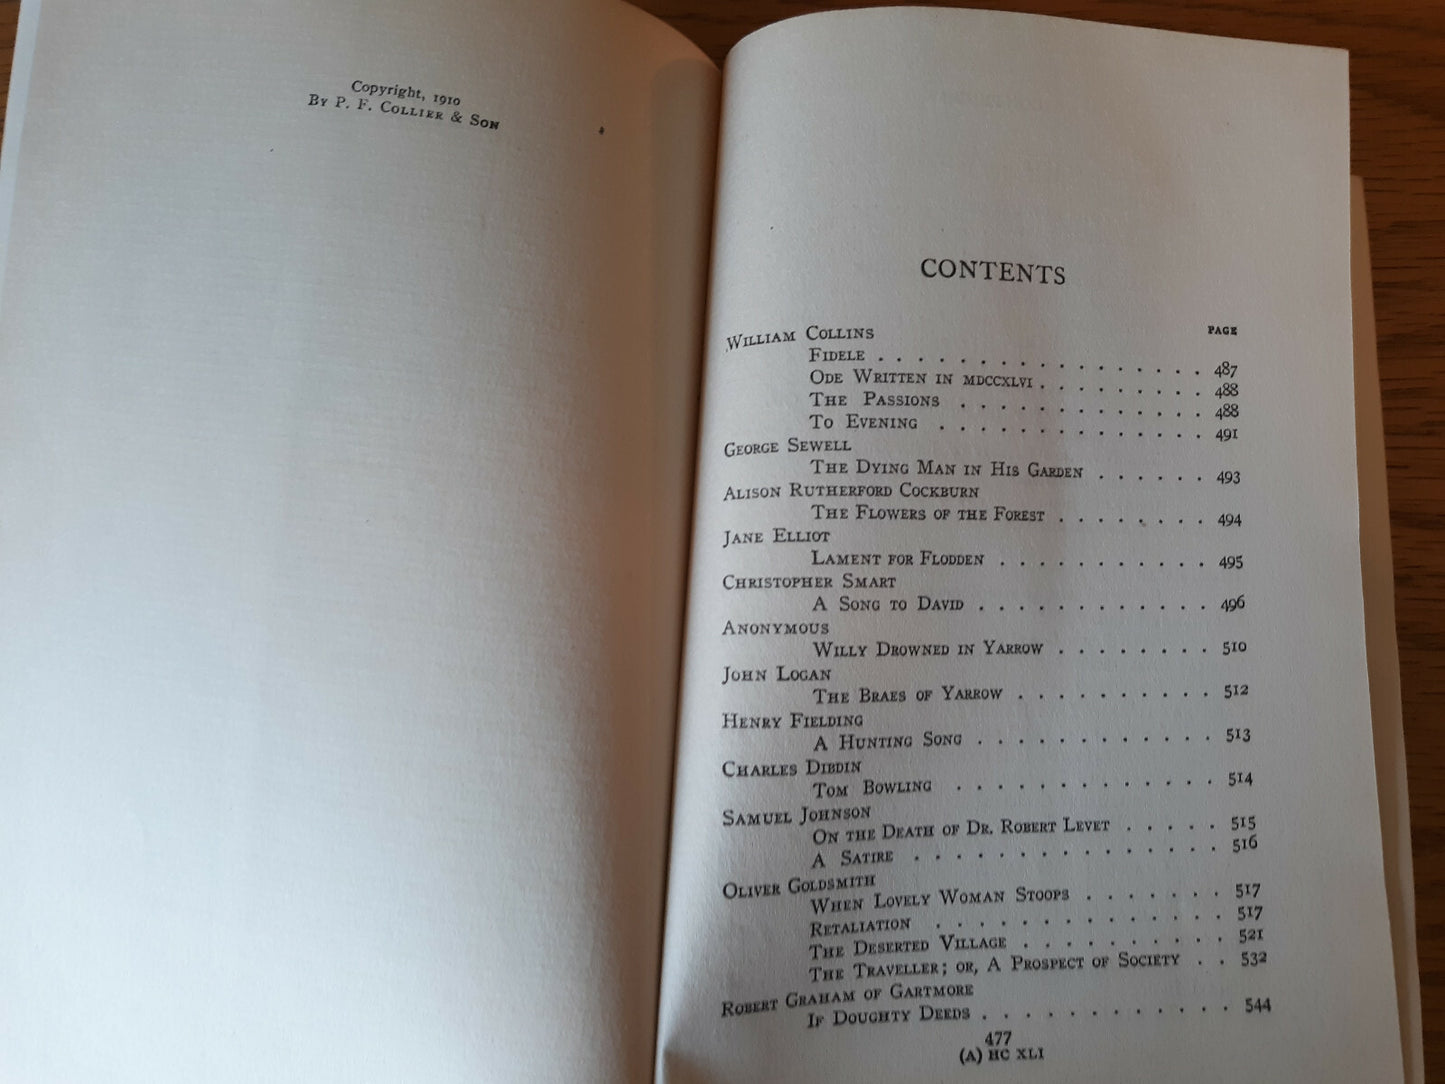 Copyright, 1910
By P. F. Collier & Son
CONTENTS
PAGE
William Collins
Fidele . . . . . . . . . . . . . . . . . 487
Ode Written in MDCCXLVI . . . . . . . . . 488
The Passions . . . . . . . . . . . . . 488
To Evening . . . . . . . . . . . . . . 491
George Sewell
The Dying Man in His Garden . . . . . . 493
Alison Rutherford Cockburn
The Flowers of the Forest . . . . . . . . 494
Jane Elliot
Lament for Flodden . . . . . . . . . . . 495
Christopher Smart
A Song to David . . . . . . . . . . . . 496
Anonymous
Willy Drowned in Yarrow . . . . . . . . 510
John Logan
The Braes of Yarrow . . . . . . . . . . 512
Henry Fielding
A Hunting Song . . . . . . . . . . . . 513
Charles Dibdin
Tom Bowling . . . . . . . . . . . . . 514
Samuel Johnson
On the Death of Dr. Robert Levet . . . . . 515
A Satire . . . . . . . . . . . . . . . 516
Oliver Goldsmith
When Lovely Woman Stoops . . . . . . . 517
Retaliation . . . . . . . . . . . . . . 517
The Deserted Village . . . . . . . . . . 521
The Traveller; or, A Prospect of Society . . 532
Robert Graham of Gartmore
If Doughty Deeds . . . . . . . . . . . . 544
477
(A) HC XLI